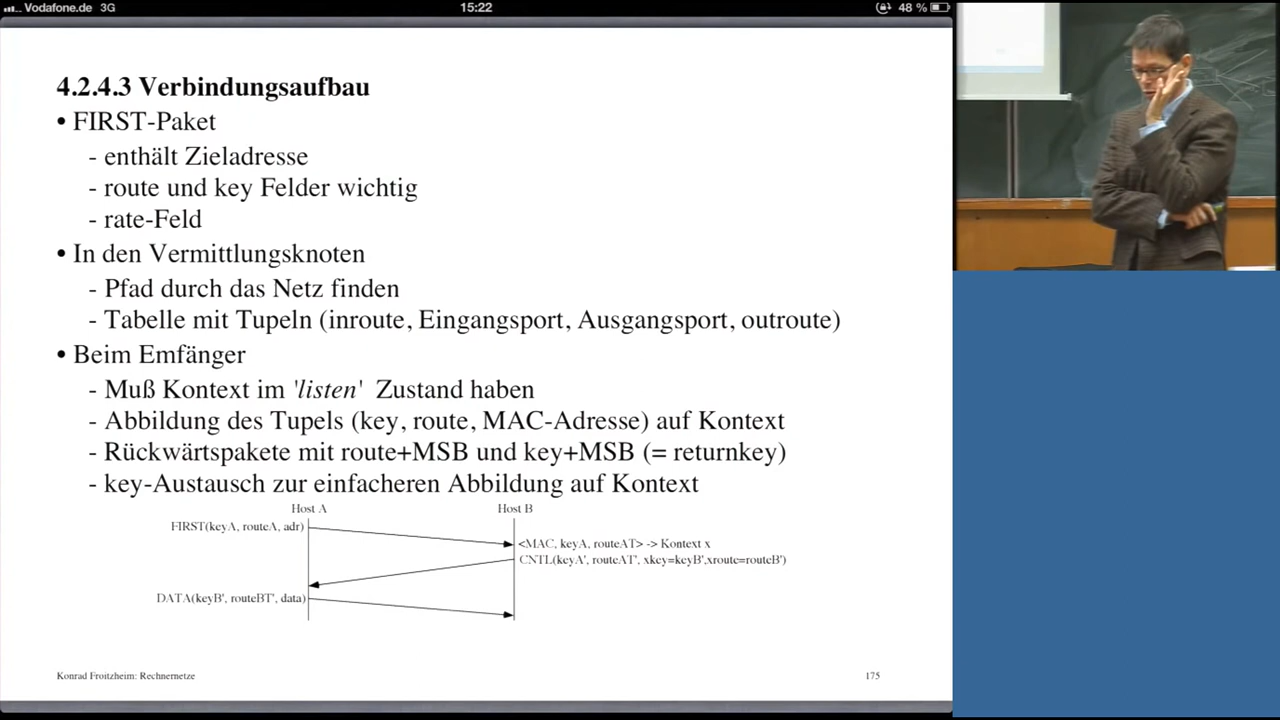 Vodafone.de 3G
15:22
48 %
4.2.4.3 Verbindungsaufbau
• FIRST-Paket
- enthält Zieladresse
- route und key Felder wichtig
- rate-Feld
• In den Vermittlungsknoten
- Pfad durch das Netz finden
- Tabelle mit Tupeln (inroute, Eingangsport, Ausgangsport, outroute)
• Beim Emfänger
- Muß Kontext im 'listen' Zustand haben
- Abbildung des Tupels (key, route, MAC-Adresse) auf Kontext
- Rückwärtspakete mit route+MSB und key+MSB (= returnkey)
- key-Austausch zur einfacheren Abbildung auf Kontext
Host A
Host B
FIRST(keyA, routeA, adr)
<MAC, keyA, routeAT> -> Kontext x
CNTL(keyA', routeAT', xkey=keyB',xroute=routeB')
DATA(keyB', routeBT', data)
Konrad Froitzheim: Rechnernetze
175